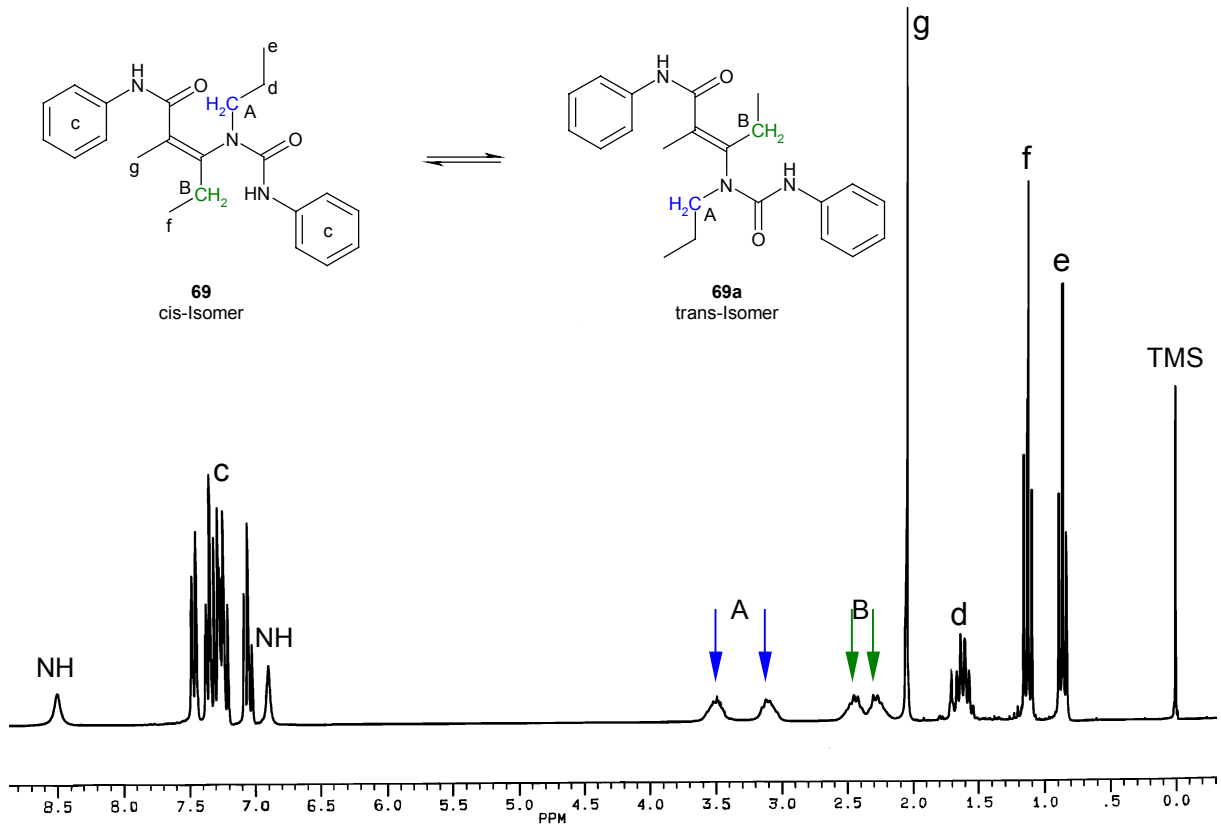 e
H
N
O
d
H₂C
A
c
N
O
g
B
CH₂
HN
f
c
69
cis-Isomer
H
N
O
B
CH₂
N
NH
H₂C
A
O
69a
trans-Isomer
g
f
e
TMS
c
NH
NH
A
B
d
8.5 8.0 7.5 7.0 6.5 6.0 5.5 5.0 4.5 4.0 3.5 3.0 2.5 2.0 1.5 1.0 .5 0.0
PPM